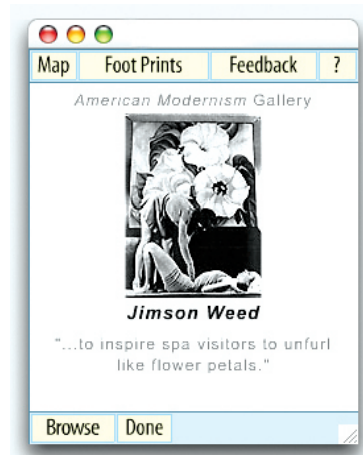 Map Foot Prints Feedback ?
American Modernism Gallery
Jimson Weed
"...to inspire spa visitors to unfurl
like flower petals."
Browse Done